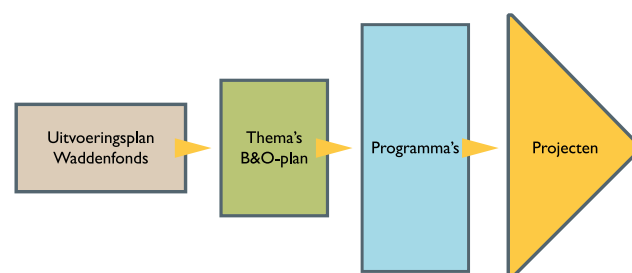 Uitvoeringsplan
Waddenfonds
Thema's
B&O-plan
Programma's
Projecten